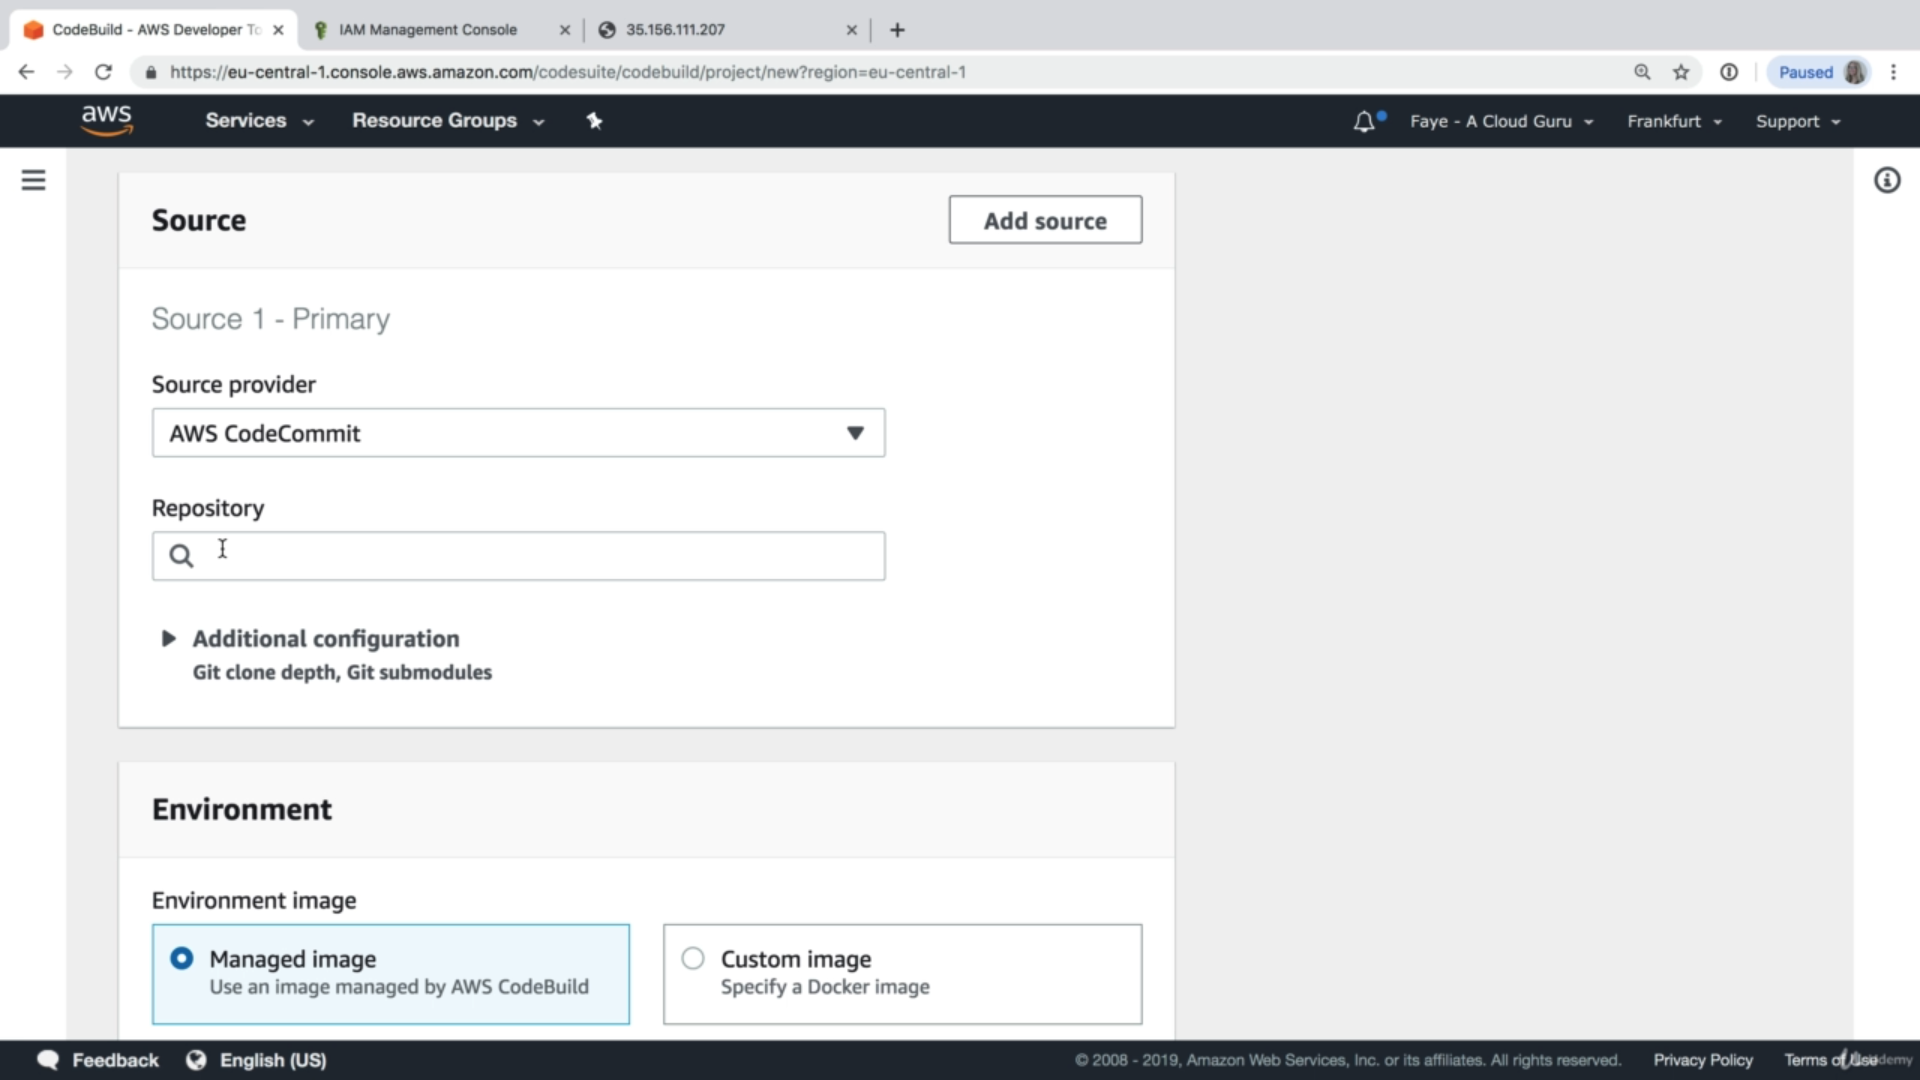 CodeBuild - AWS Developer To
IAM Management Console
35.156.111.207
https://eu-central-1.console.aws.amazon.com/codesuite/codebuild/project/new?region=eu-central-1
Paused
aws
Services
Resource Groups
Faye - A Cloud Guru
Frankfurt
Support
Source
Add source
Source 1 - Primary
Source provider
AWS CodeCommit
Repository
Additional configuration
Git clone depth, Git submodules
Environment
Environment image
Managed image
Use an image managed by AWS CodeBuild
Custom image
Specify a Docker image
Feedback
English (US)
© 2008 - 2019, Amazon Web Services, Inc. or its affiliates. All rights reserved.
Privacy Policy
Terms of Use